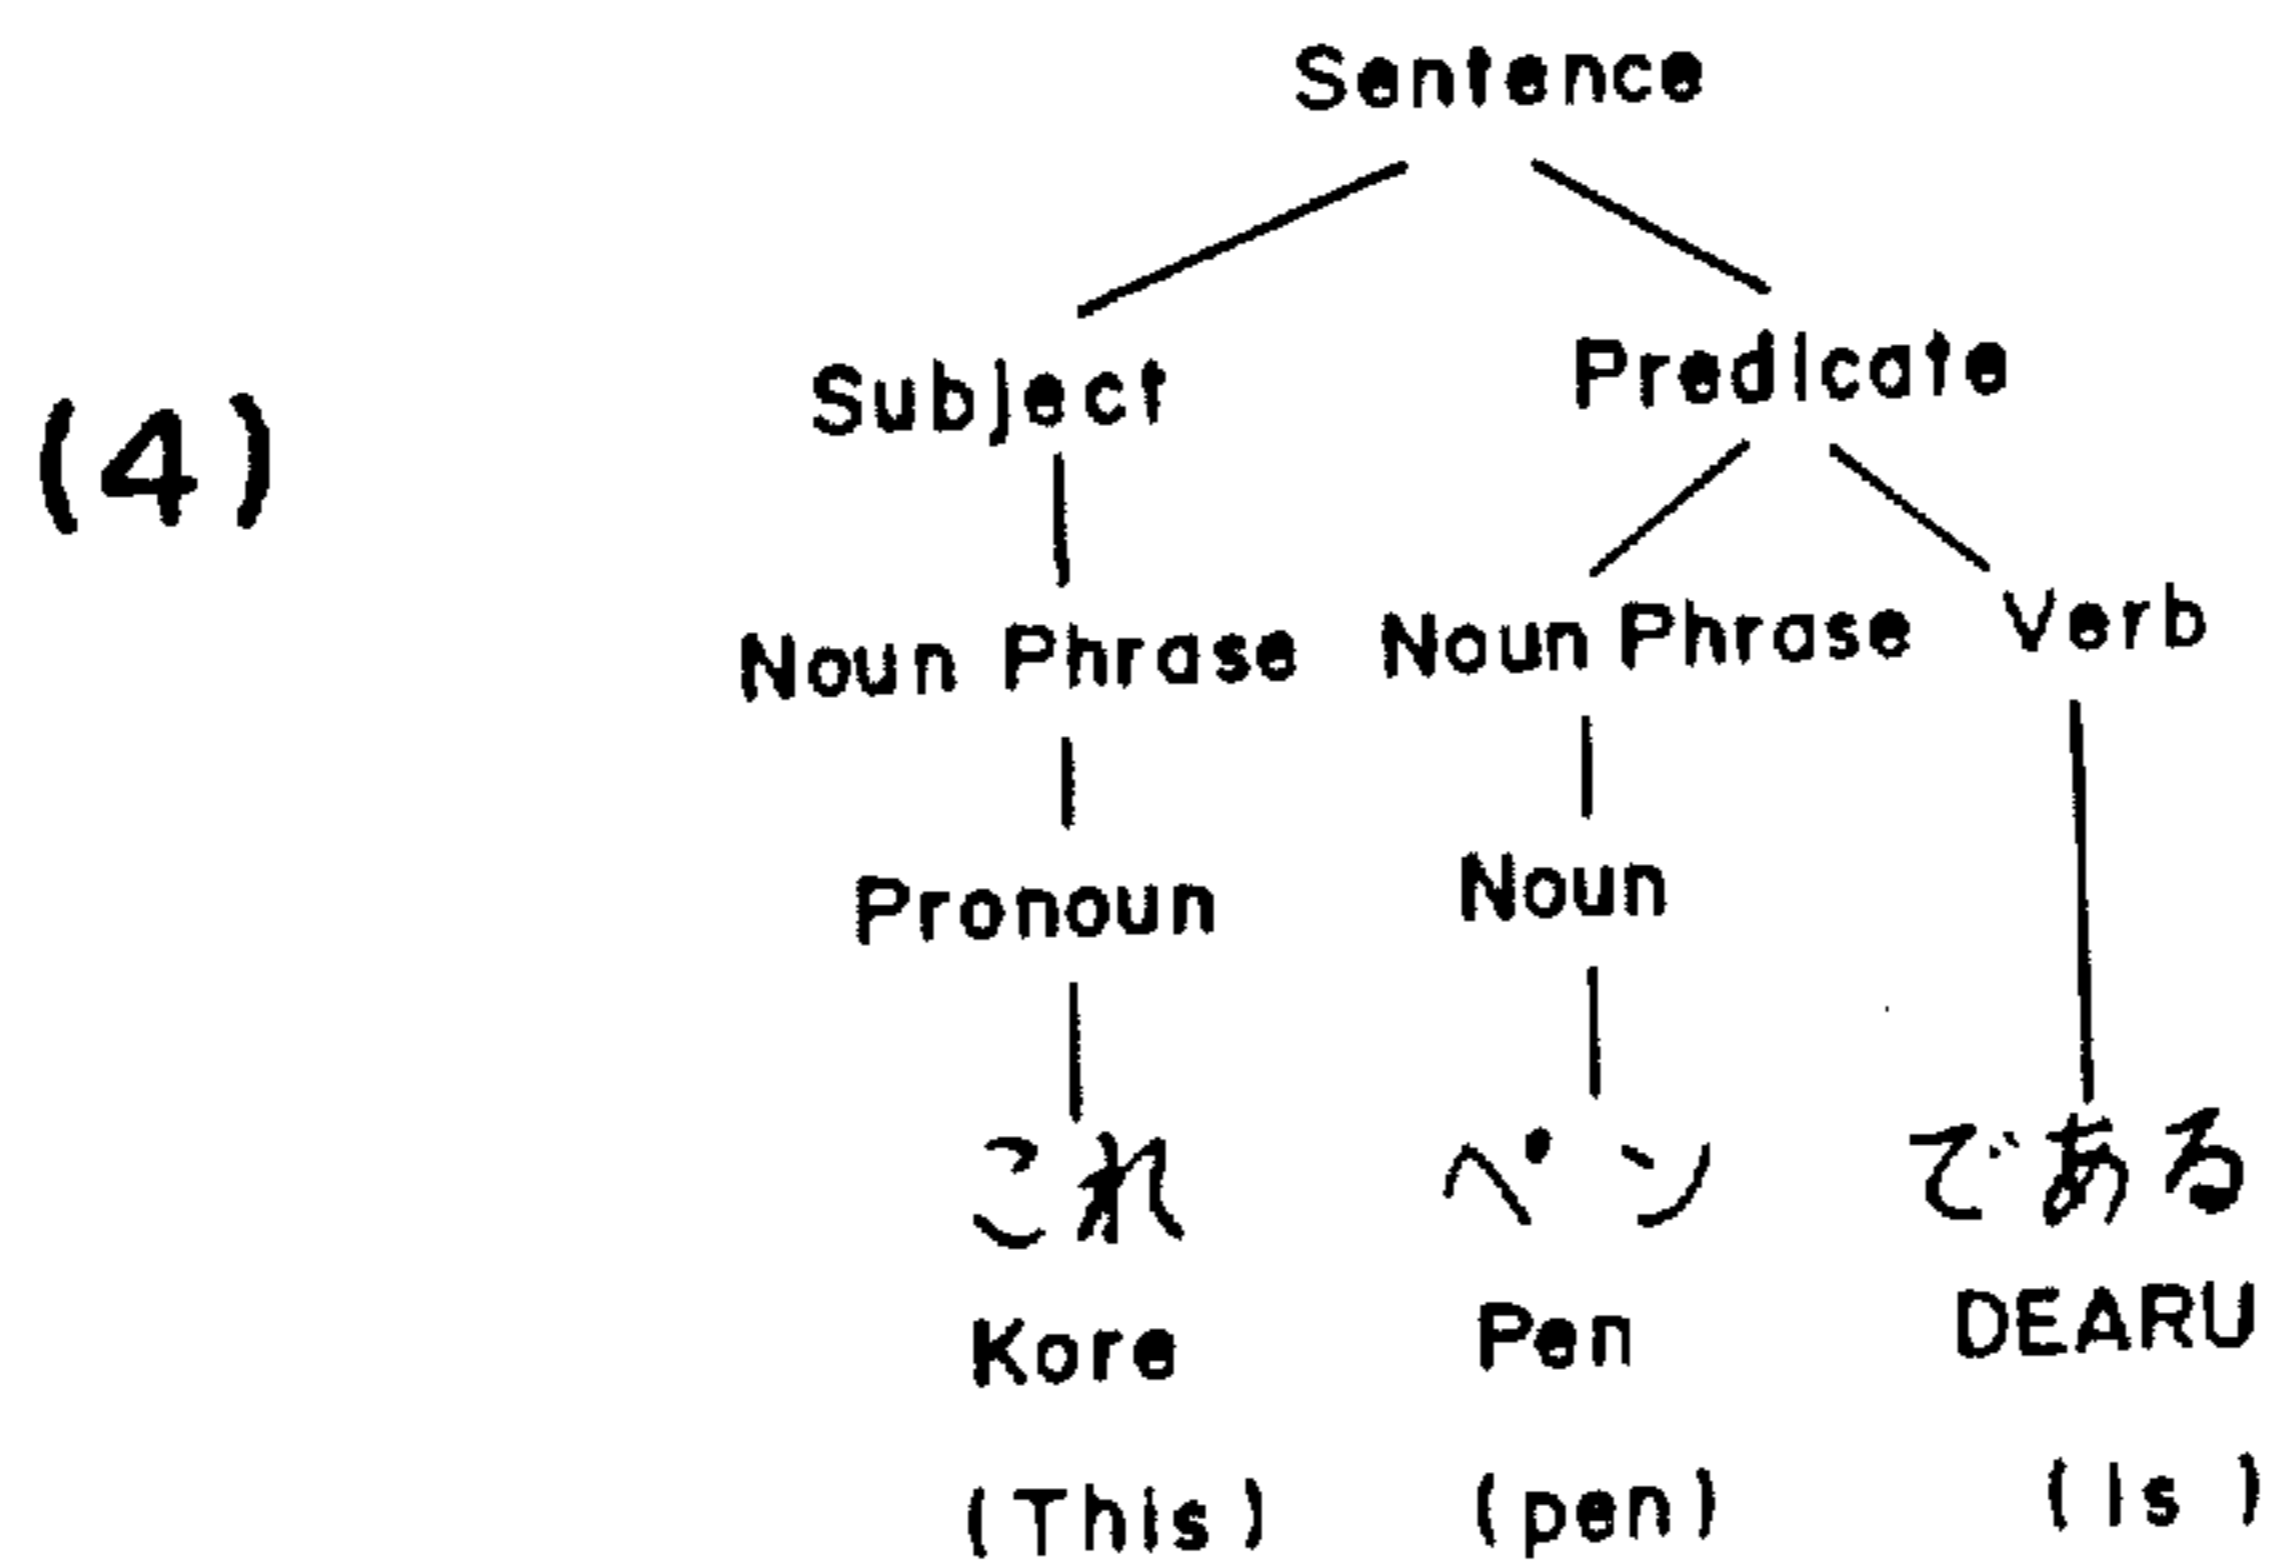 Sentence
Subject Predicate
(4)
Noun Phrase Noun Phrase Verb
Pronoun Noun
これ ペン である
Kore Pen DEARU
(This) (pen) (is)